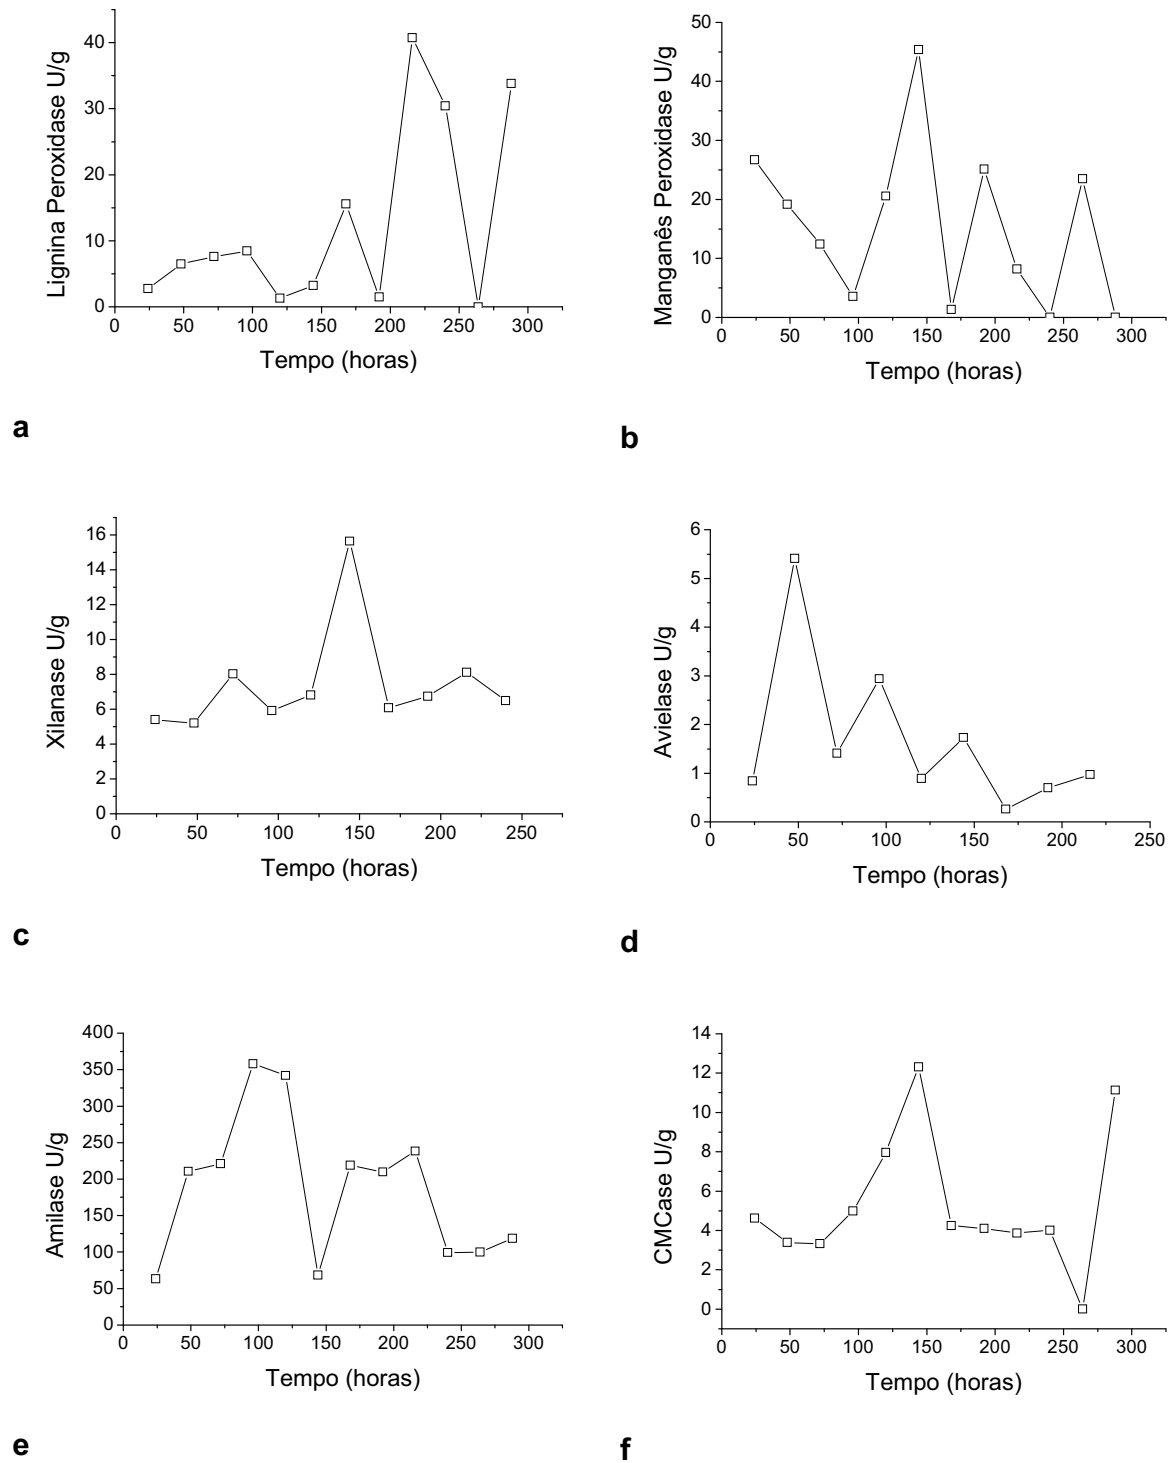 Lignina Peroxidase U/g
40
30
20
10
0
0 50 100 150 200 250 300
Tempo (horas)
a
Manganês Peroxidase U/g
50
40
30
20
10
0
0 50 100 150 200 250 300
Tempo (horas)
b
Xilanase U/g
16
14
12
10
8
6
4
2
0
0 50 100 150 200 250
Tempo (horas)
c
Avielase U/g
6
5
4
3
2
1
0
0 50 100 150 200 250
Tempo (horas)
d
Amilase U/g
400
350
300
250
200
150
100
50
0
0 50 100 150 200 250 300
Tempo (horas)
e
CMCase U/g
14
12
10
8
6
4
2
0
0 50 100 150 200 250 300
Tempo (horas)
f